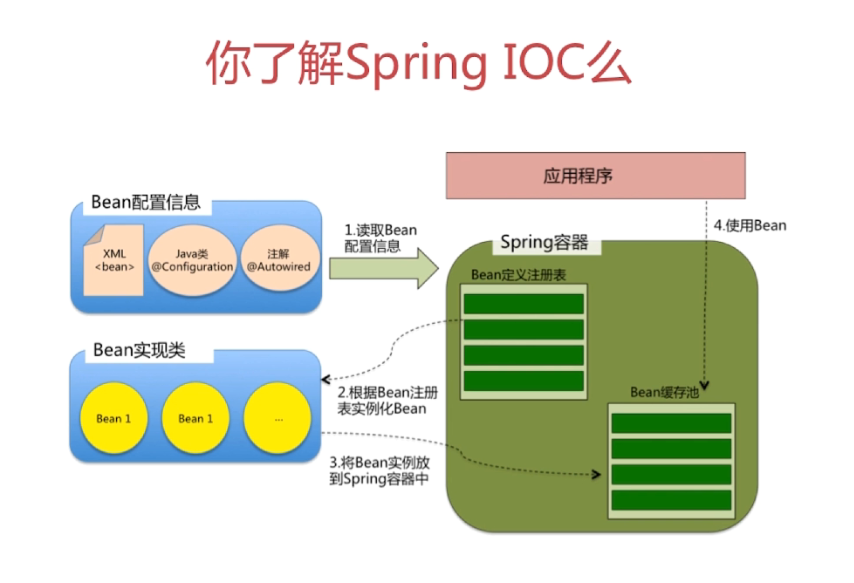 你了解Spring IOC么
应用程序
Bean配置信息
XML
<bean>
Java类
@Configuration
注解
@Autowired
1.读取Bean
配置信息
4.使用Bean
Spring容器
Bean定义注册表
Bean实现类
Bean 1
Bean 1
...
2.根据Bean注册
表实例化Bean
Bean缓存池
3.将Bean实例放
到Spring容器中